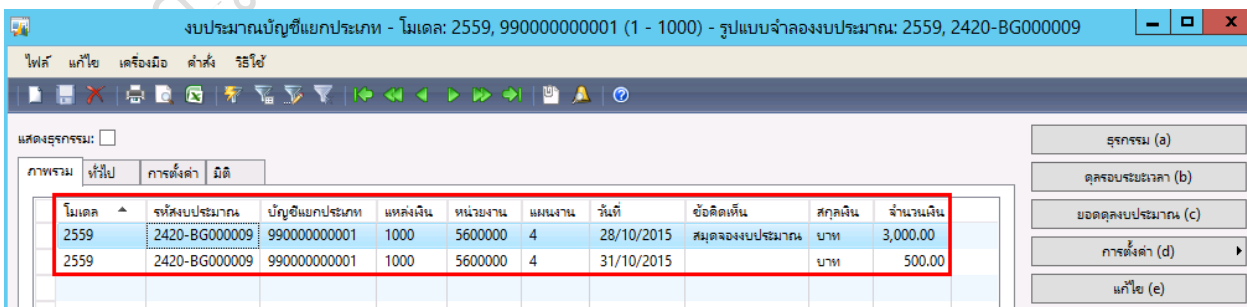 งบประมาณบัญชีแยกประเภท - โมเดล: 2559, 990000000001 (1 - 1000) - รูปแบบจำลองงบประมาณ: 2559, 2420-BG000009
ไฟล์ แก้ไข เครื่องมือ คำสั่ง วิธีใช้
แสดงธุรกรรม:
ภาพรวม ทั่วไป การตั้งค่า มิติ
โมเดล รหัสงบประมาณ บัญชีแยกประเภท แหล่งเงิน หน่วยงาน แผนงาน วันที่ ข้อคิดเห็น สกุลเงิน จำนวนเงิน
2559 2420-BG000009 990000000001 1000 5600000 4 28/10/2015 สมุดจองงบประมาณ บาท 3,000.00
2559 2420-BG000009 990000000001 1000 5600000 4 31/10/2015 บาท 500.00
ธุรกรรม (a)
ดุลรอบระยะเวลา (b)
ยอดดุลงบประมาณ (c)
การตั้งค่า (d)
แก้ไข (e)